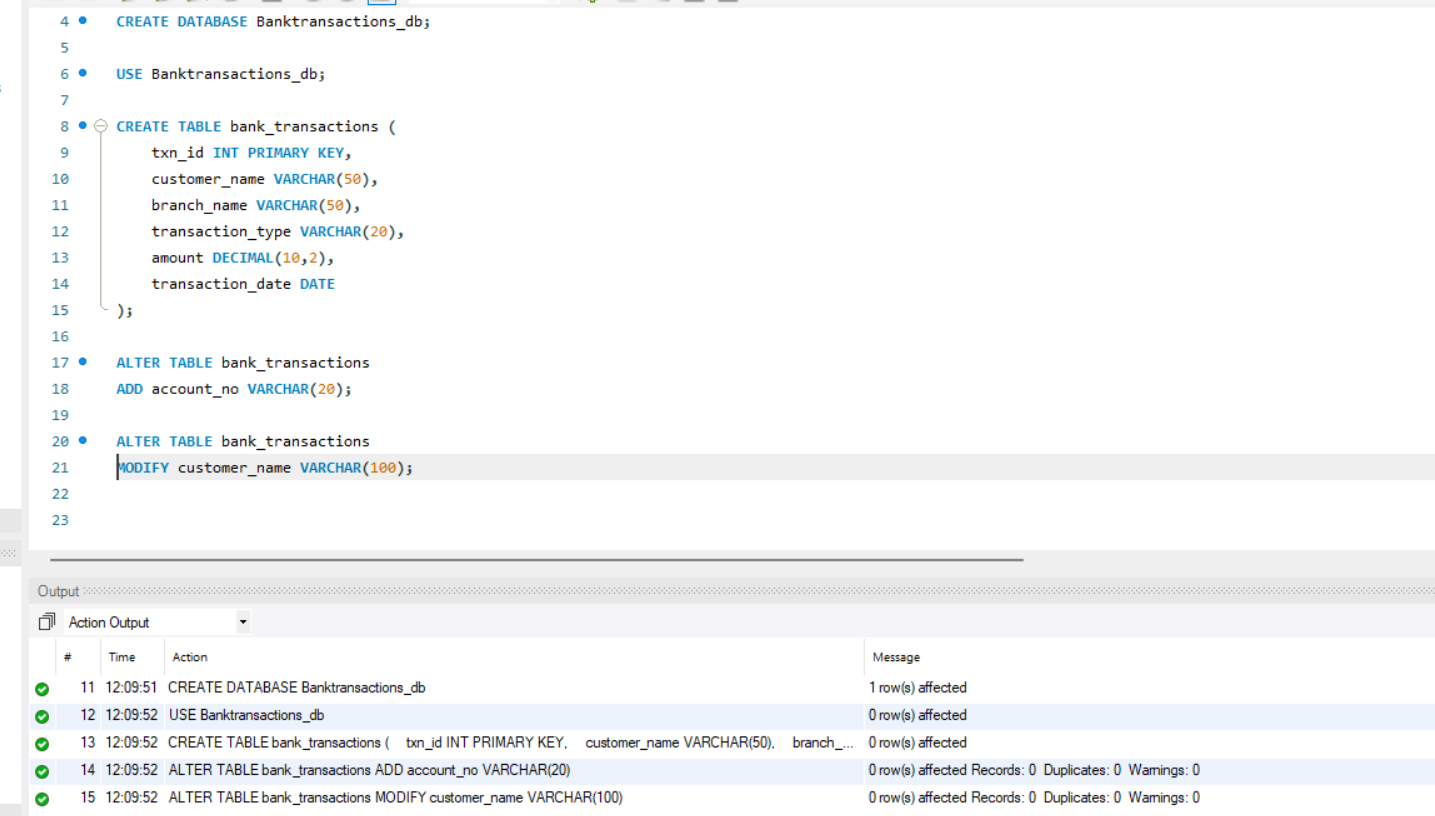 4 CREATE DATABASE Banktransactions_db;
5
6 USE Banktransactions_db;
7
8 CREATE TABLE bank_transactions (
9 txn_id INT PRIMARY KEY,
10 customer_name VARCHAR(50),
11 branch_name VARCHAR(50),
12 transaction_type VARCHAR(20),
13 amount DECIMAL(10,2),
14 transaction_date DATE
15 );
16
17 ALTER TABLE bank_transactions
18 ADD account_no VARCHAR(20);
19
20 ALTER TABLE bank_transactions
21 MODIFY customer_name VARCHAR(100);
22
23
Output
Action Output
# Time Action Message
11 12:09:51 CREATE DATABASE Banktransactions_db 1 row(s) affected
12 12:09:52 USE Banktransactions_db 0 row(s) affected
13 12:09:52 CREATE TABLE bank_transactions ( txn_id INT PRIMARY KEY, customer_name VARCHAR(50), branch_... 0 row(s) affected
14 12:09:52 ALTER TABLE bank_transactions ADD account_no VARCHAR(20) 0 row(s) affected Records: 0 Duplicates: 0 Warnings: 0
15 12:09:52 ALTER TABLE bank_transactions MODIFY customer_name VARCHAR(100) 0 row(s) affected Records: 0 Duplicates: 0 Warnings: 0